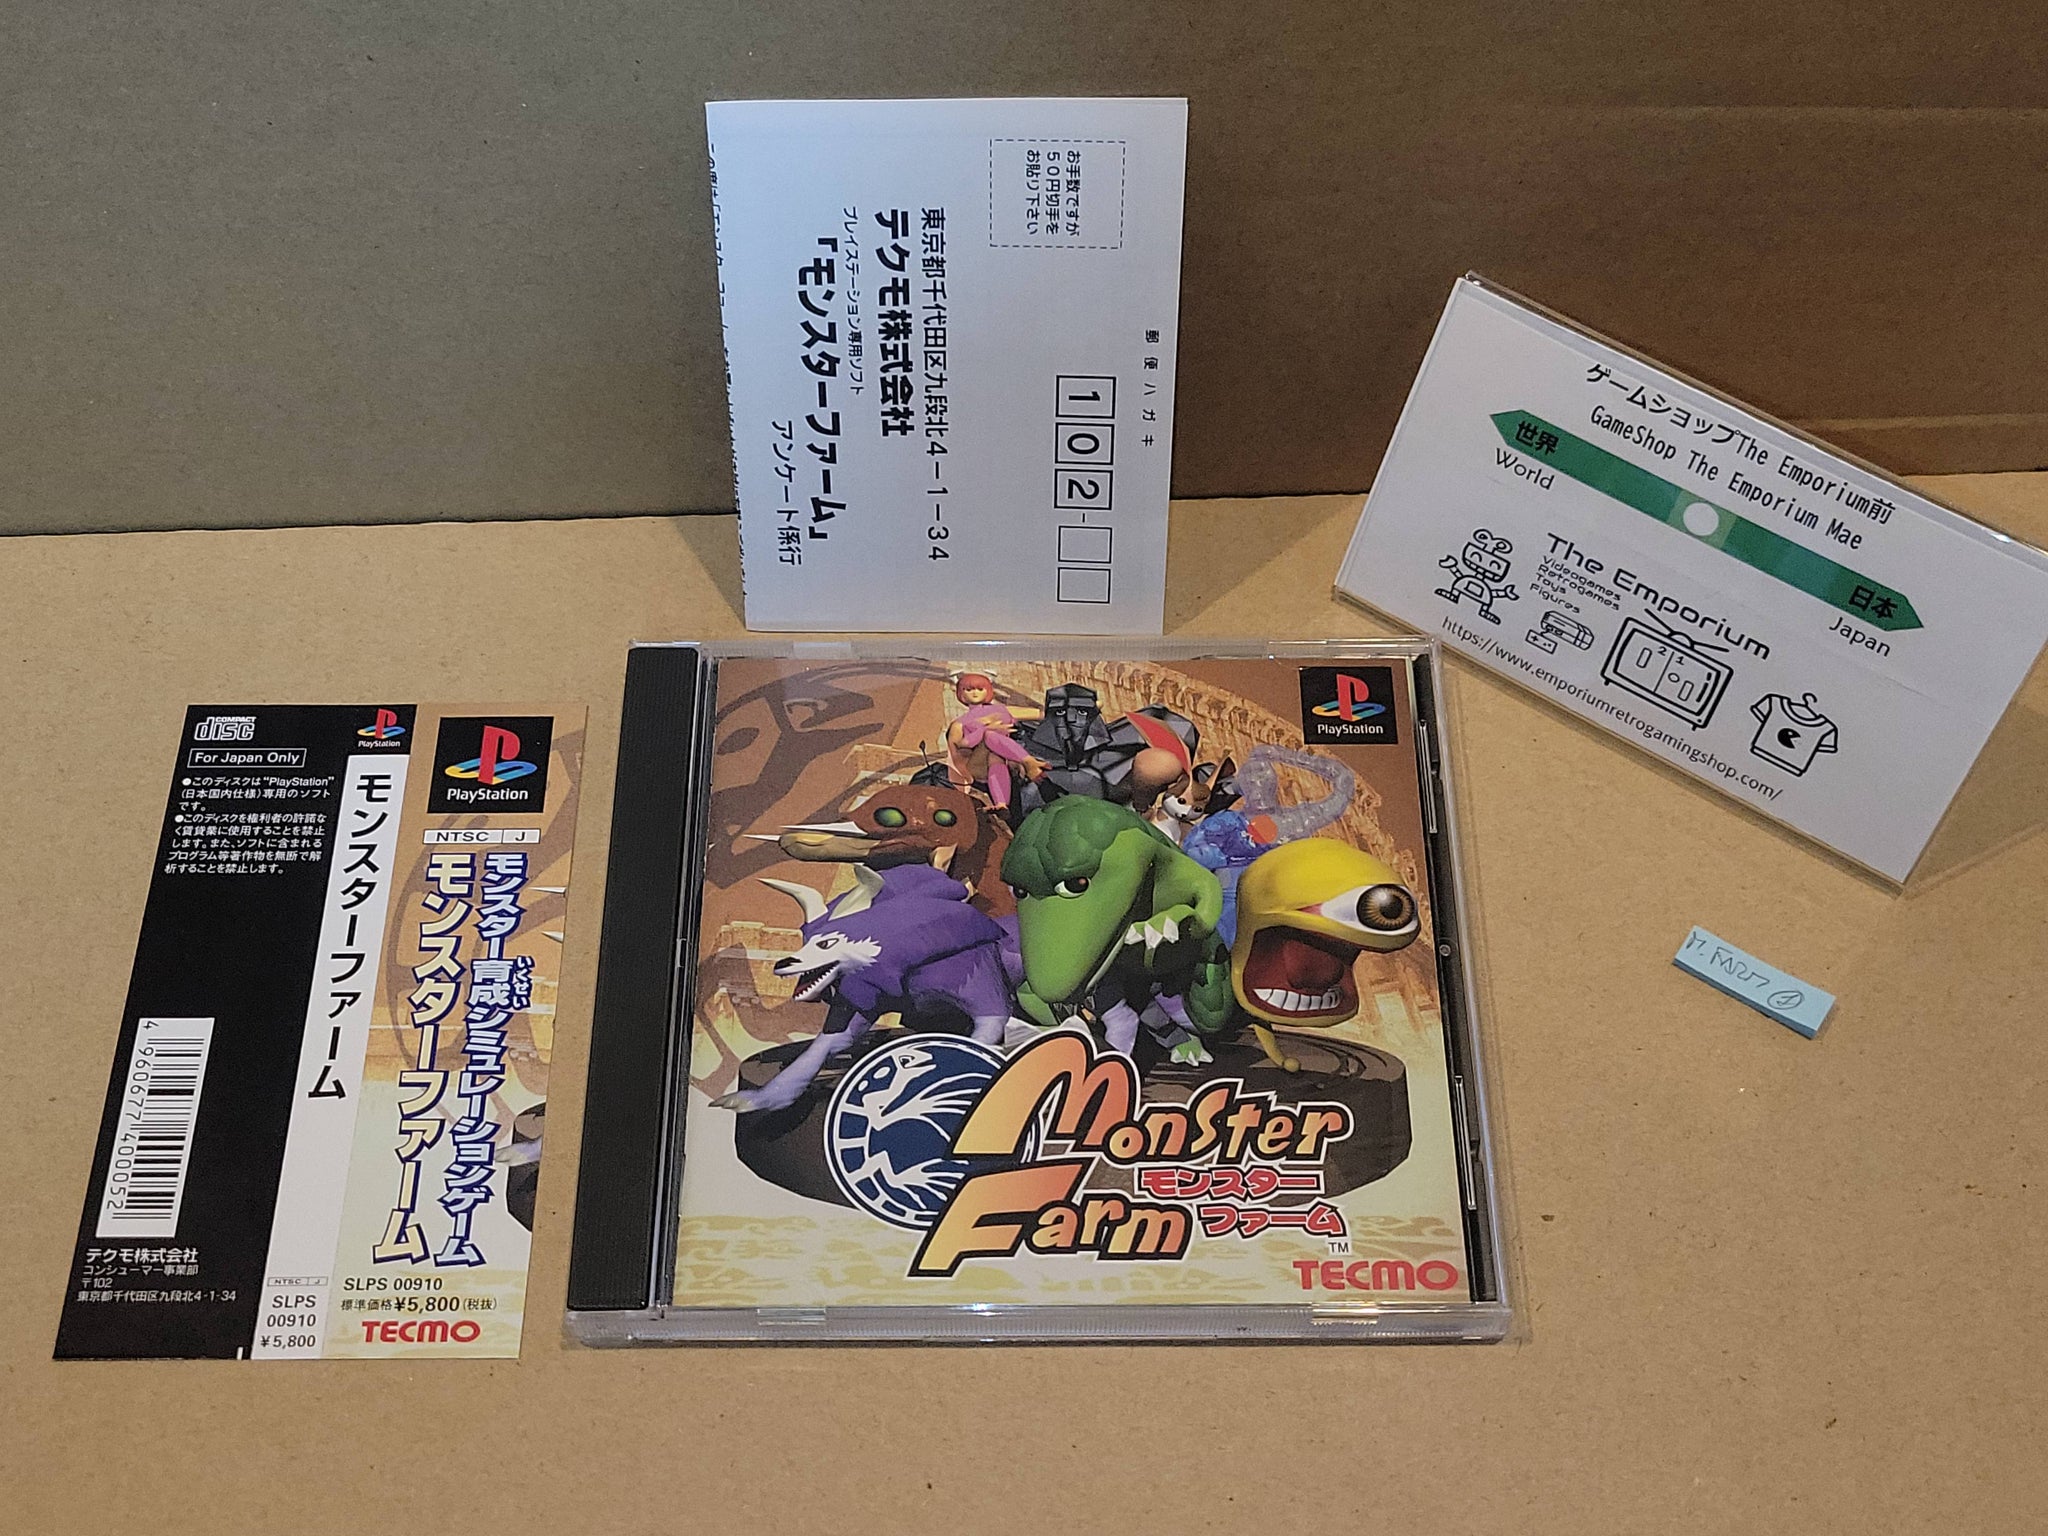 お手数ですが
50円切手を
お貼り下さい
郵便ハガキ
102-
東京都千代田区九段北4-1-34
テクモ株式会社
プレイステーション専用ソフト
「モンスターファーム」
アンケート係行
ゲームショップThe Emporium前
GameShop The Emporium Mae
世界
World
日本
Japan
The Emporium
Videogames
Retrogames
Toys
Figures
2 1
https://www.emporiumretrogamingshop.com/
COMPACT
disc
For Japan Only
●このディスクは"PlayStation"
(日本国内仕様)専用のソフト
です。
●このディスクを権利者の許諾な
く賃貸業に使用することを禁止
します。また、ソフトに含まれる
プログラム等著作物を無断で解
析することを禁止します。
4 960677 400052
テクモ株式会社
コンシューマー事業部
〒102
東京都千代田区九段北4-1-34
PlayStation
モンスターファーム
NTSC J
SLPS
00910
¥5,800
PlayStation
NTSC J
モンスター育成シミュレーションゲーム
いくせい
モンスターファーム
SLPS 00910
標準価格¥5,800(税抜)
TECMO
PlayStation
Monster
Farm
モンスター
ファーム
TM
TECMO